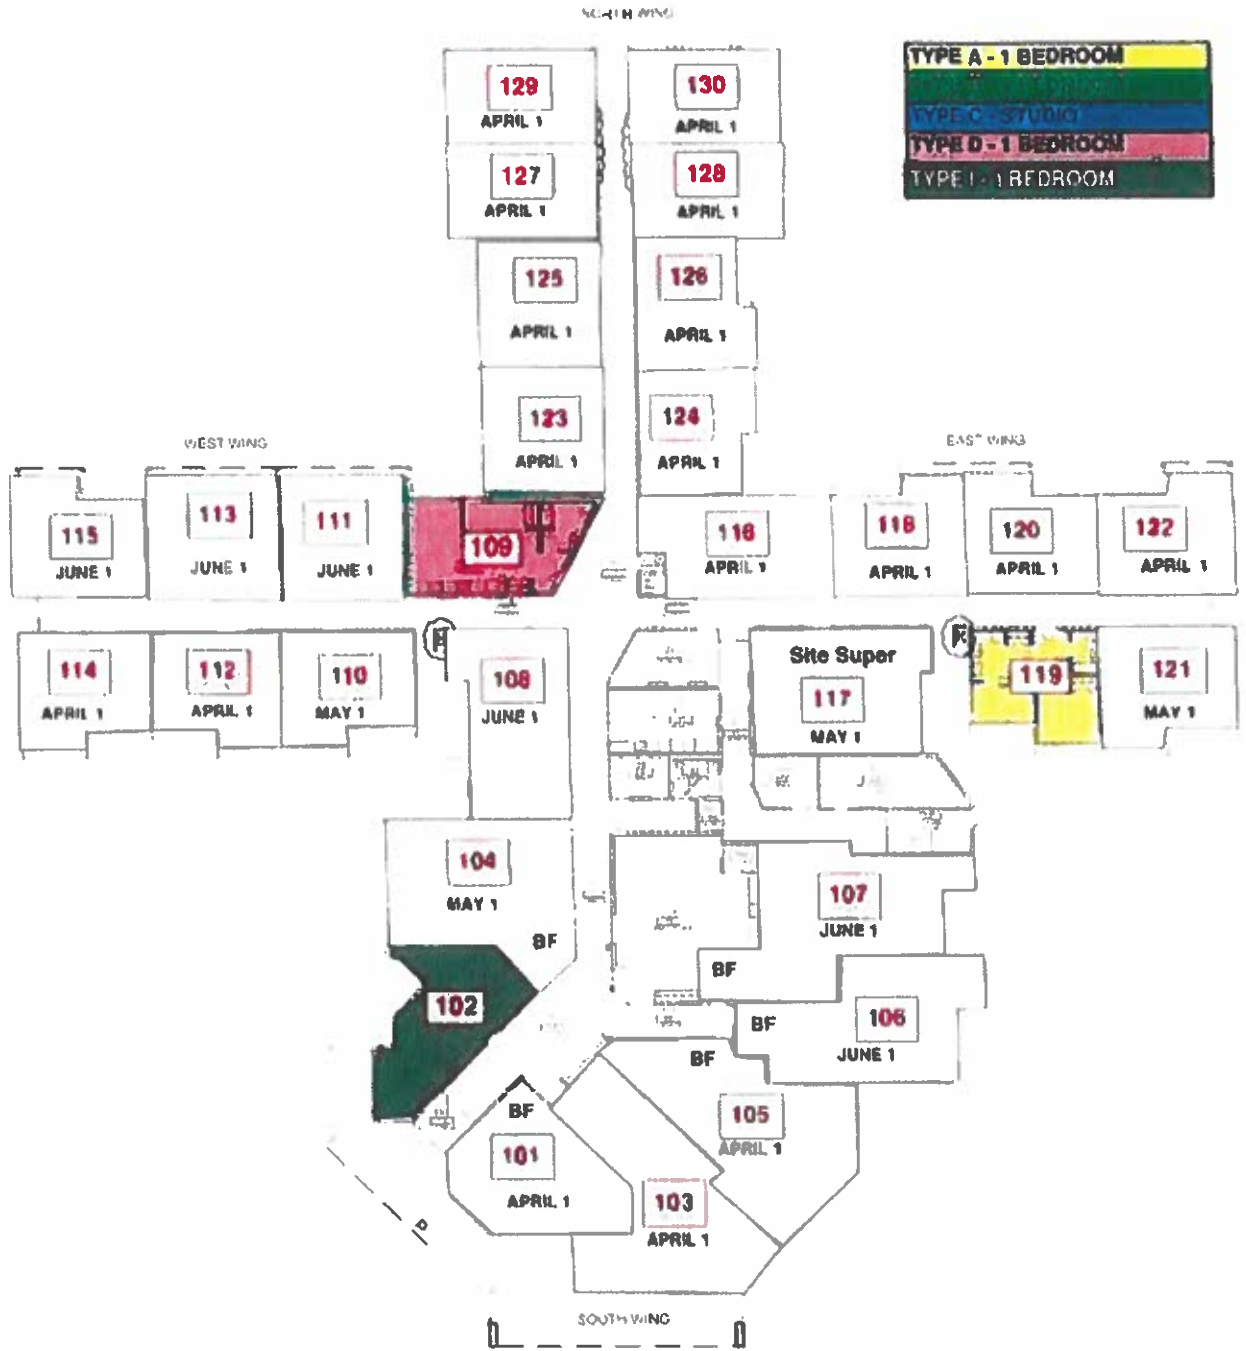 NORTH WING
TYPE A - 1 BEDROOM
TYPE C - STUDIO
TYPE D - 1 BEDROOM
TYPE I - 1 BEDROOM
129
APRIL 1
130
APRIL 1
127
APRIL 1
128
APRIL 1
125
APRIL 1
126
APRIL 1
123
APRIL 1
124
APRIL 1
WEST WING
EAST WING
115
JUNE 1
113
JUNE 1
111
JUNE 1
109
116
APRIL 1
118
APRIL 1
120
APRIL 1
122
APRIL 1
114
APRIL 1
112
APRIL 1
110
MAY 1
108
JUNE 1
Site Super
117
MAY 1
119
121
MAY 1
104
MAY 1
BF
107
JUNE 1
BF
102
106
JUNE 1
BF
BF
105
APRIL 1
BF
101
APRIL 1
103
APRIL 1
SOUTH WING